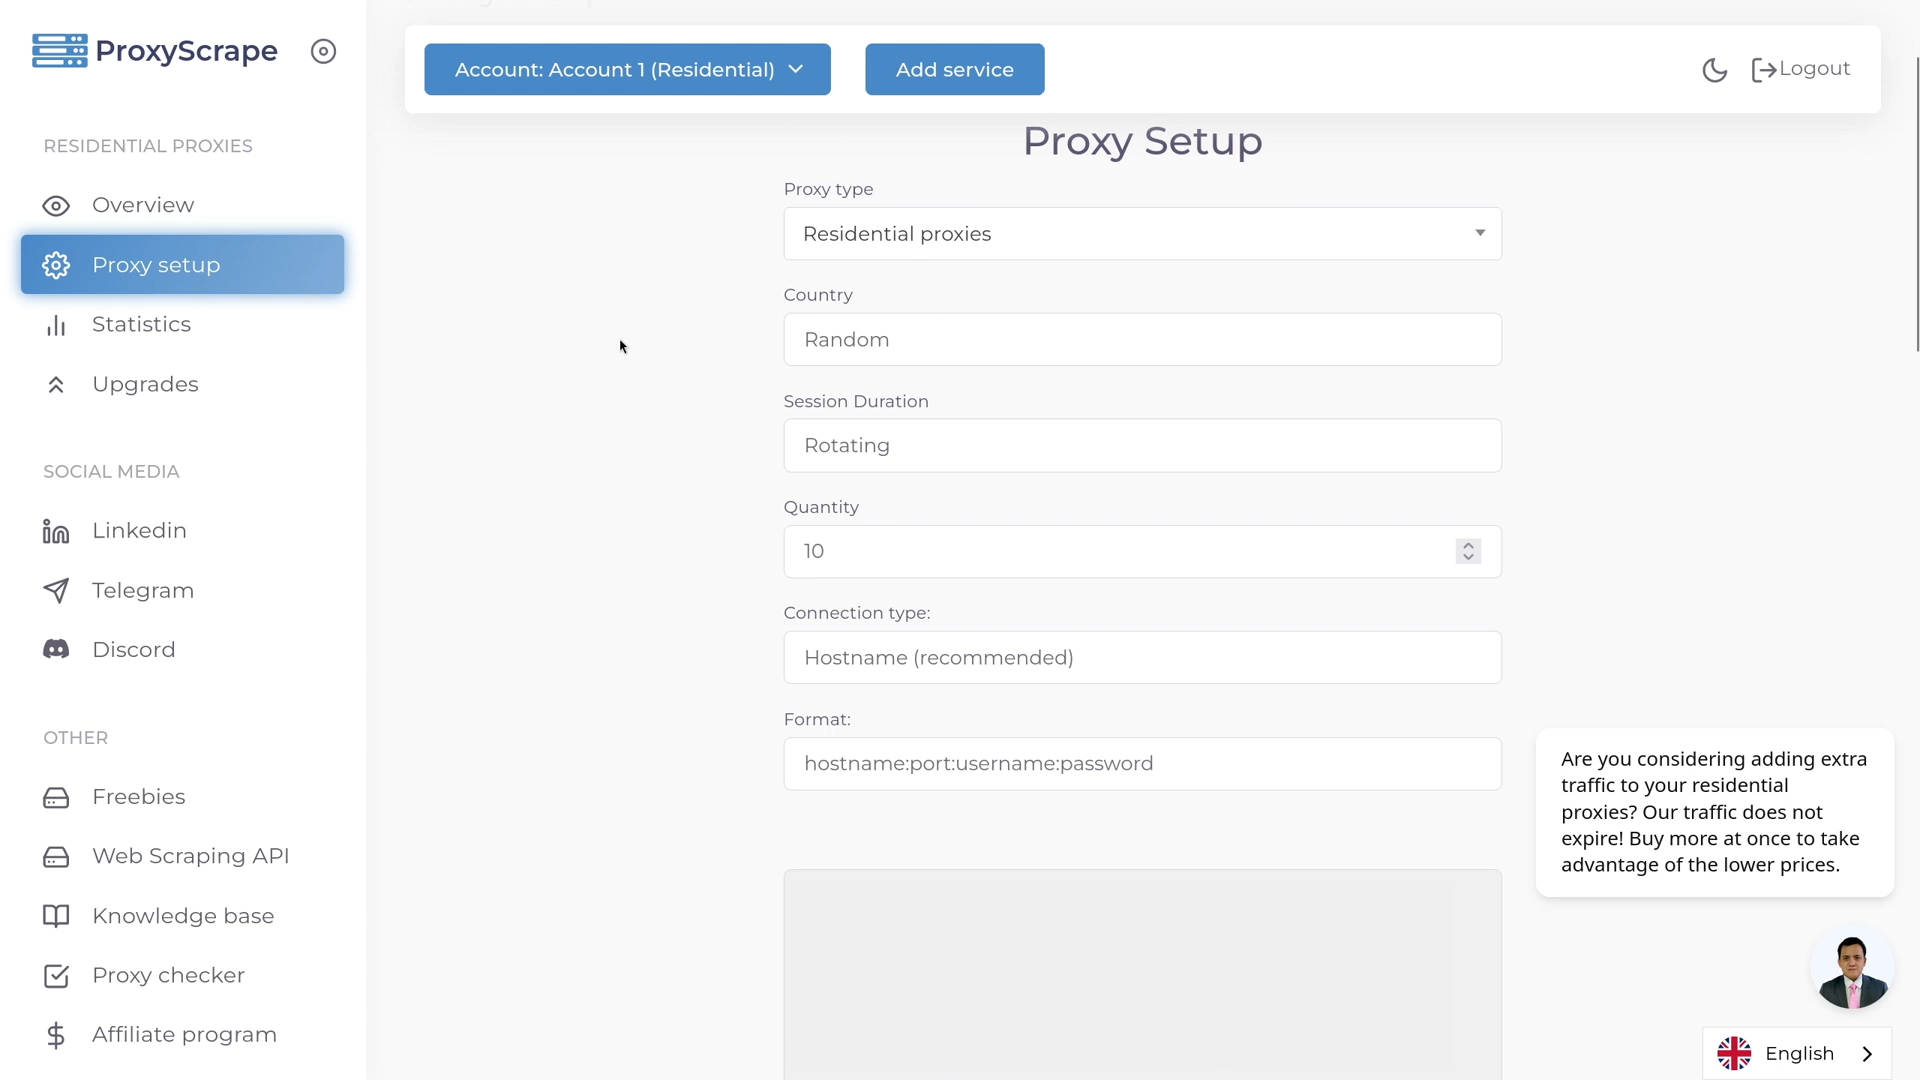 ProxyScrape
RESIDENTIAL PROXIES
Overview
Proxy setup
Statistics
Upgrades
SOCIAL MEDIA
Linkedin
Telegram
Discord
OTHER
Freebies
Web Scraping API
Knowledge base
Proxy checker
Affiliate program
Account: Account 1 (Residential)
Add service
Logout
Proxy Setup
Proxy type
Residential proxies
Country
Random
Session Duration
Rotating
Quantity
10
Connection type:
Hostname (recommended)
Format:
hostname:port:username:password
Are you considering adding extra
traffic to your residential
proxies? Our traffic does not
expire! Buy more at once to take
advantage of the lower prices.
English